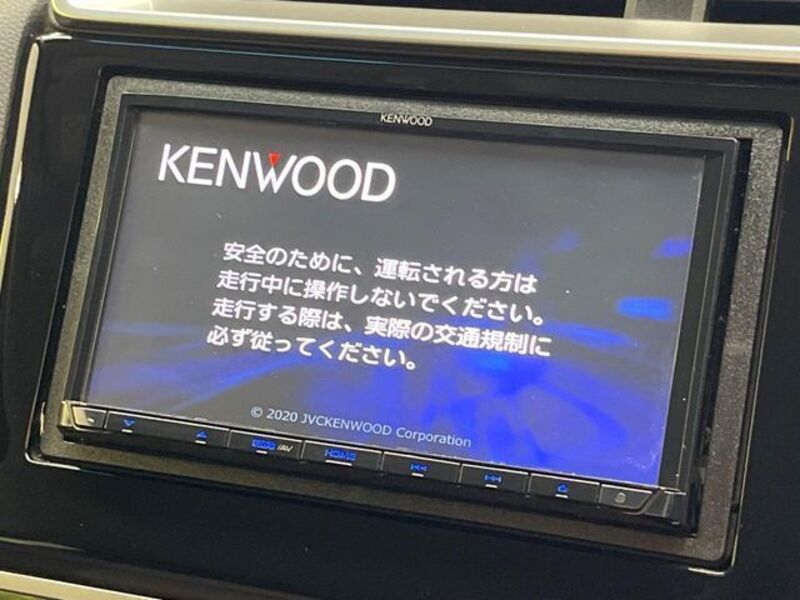 KENWOOD
KENWOOD
安全のために、運転される方は
走行中に操作しないでください。
走行する際は、実際の交通規制に
必ず従ってください。
© 2020 JVCKENWOOD Corporation
/AV
HOME